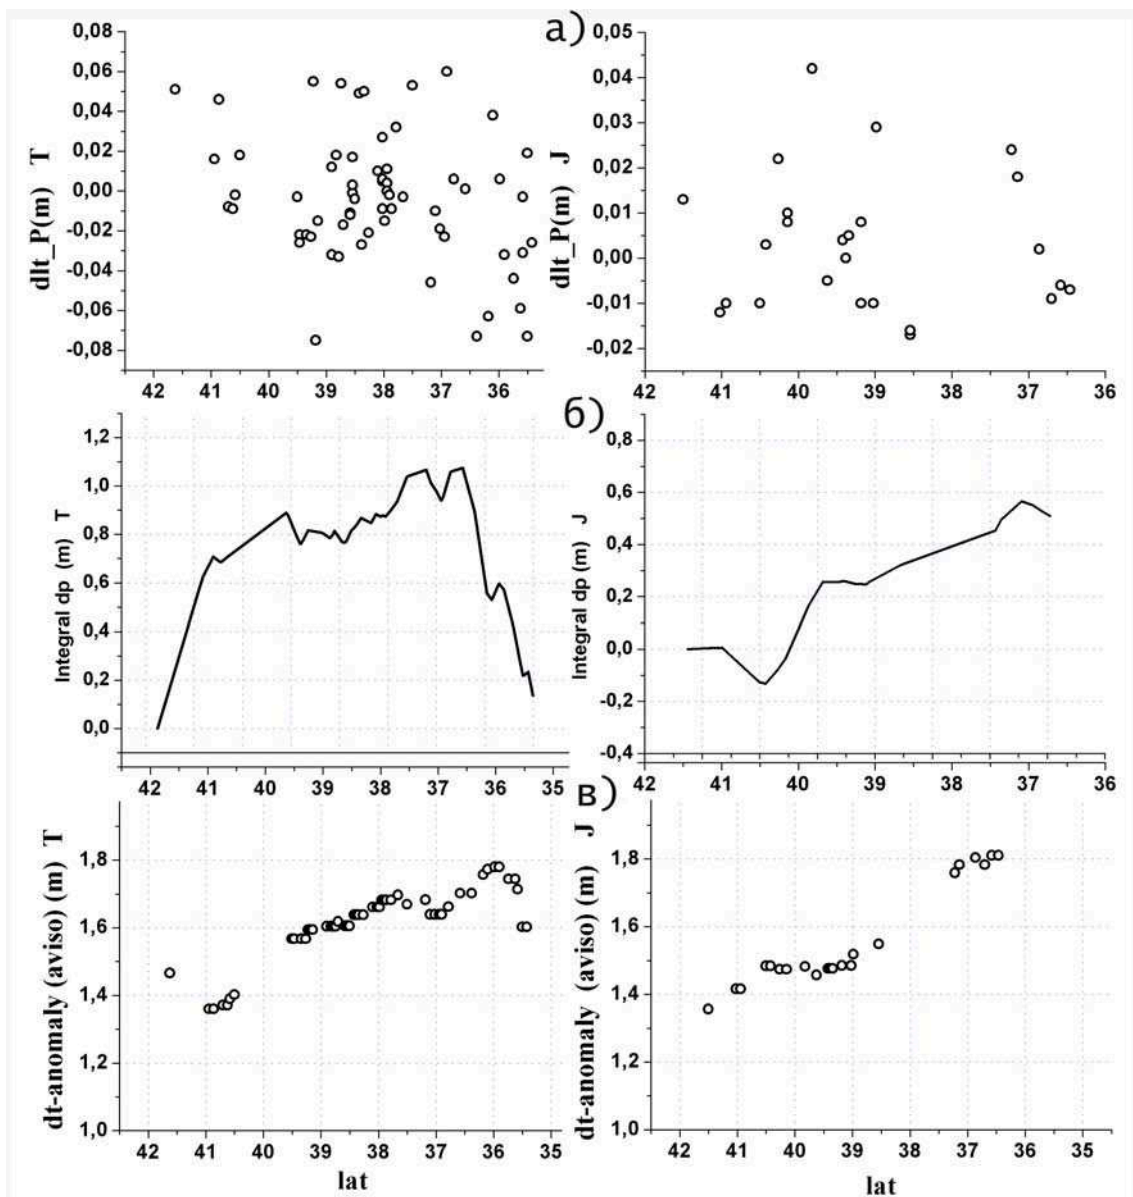 а)
dlt_P(m) T
0,08
0,06
0,04
0,02
0,00
-0,02
-0,04
-0,06
-0,08
42 41 40 39 38 37 36
dlt_P(m) J
0,05
0,04
0,03
0,02
0,01
0,00
-0,01
-0,02
42 41 40 39 38 37 36
б)
Integral dp (m) T
1,2
1,0
0,8
0,6
0,4
0,2
0,0
42 41 40 39 38 37 36 35
Integral dp (m) J
0,8
0,6
0,4
0,2
0,0
-0,2
-0,4
42 41 40 39 38 37 36
в)
dt-anomaly (aviso) (m) T
1,8
1,6
1,4
1,2
1,0
42 41 40 39 38 37 36 35
lat
dt-anomaly (aviso) (m) J
1,8
1,6
1,4
1,2
1,0
42 41 40 39 38 37 36 35
lat